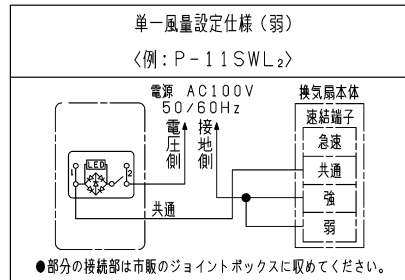 単一風量設定仕様（弱）
〈例：P－11SWL₂〉
電源 AC100V
50/60Hz
電圧側
接地側
換気扇本体
速結端子
急速
共通
強
弱
LED
1
2
共通
●部分の接続部は市販のジョイントボックスに収めてください。